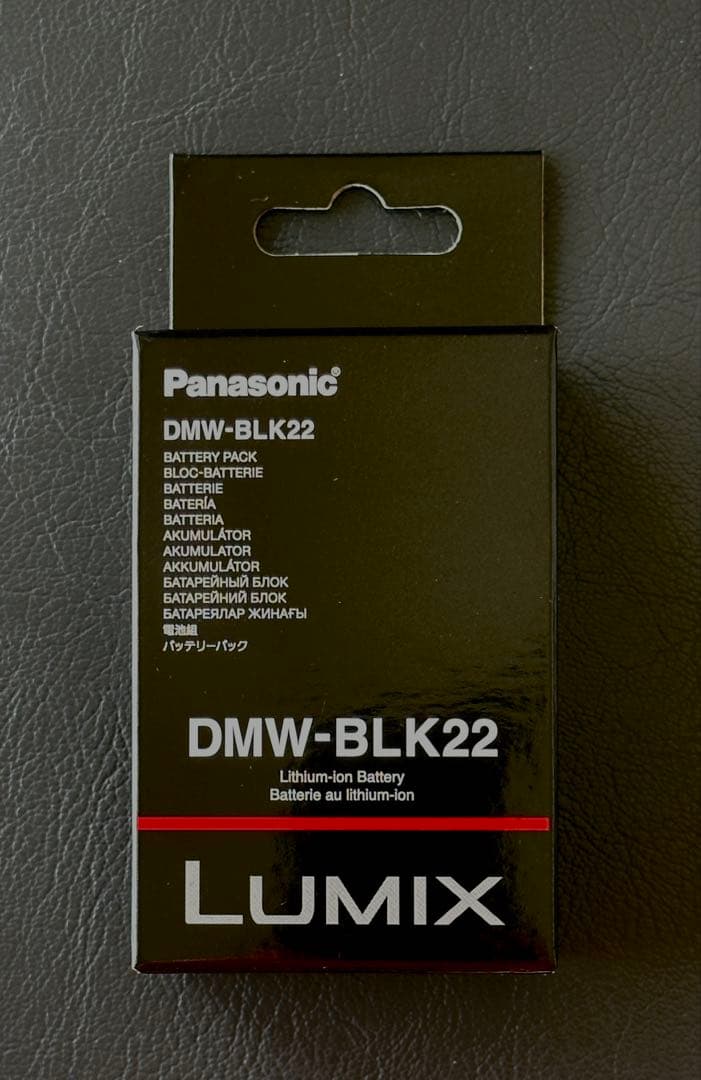 Panasonic®
DMW-BLK22
BATTERY PACK
BLOC-BATTERIE
BATTERIE
BATERÍA
BATTERIA
AKUMULÁTOR
AKUMULATOR
AKKUMULÁTOR
БАТАРЕЙНЫЙ БЛОК
БАТАРЕЙНИЙ БЛОК
БАТАРЕЯЛАР ЖИНАҒЫ
電池組
バッテリーパック
DMW-BLK22
Lithium-ion Battery
Batterie au lithium-ion
LUMIX